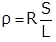 ρ = R S/L